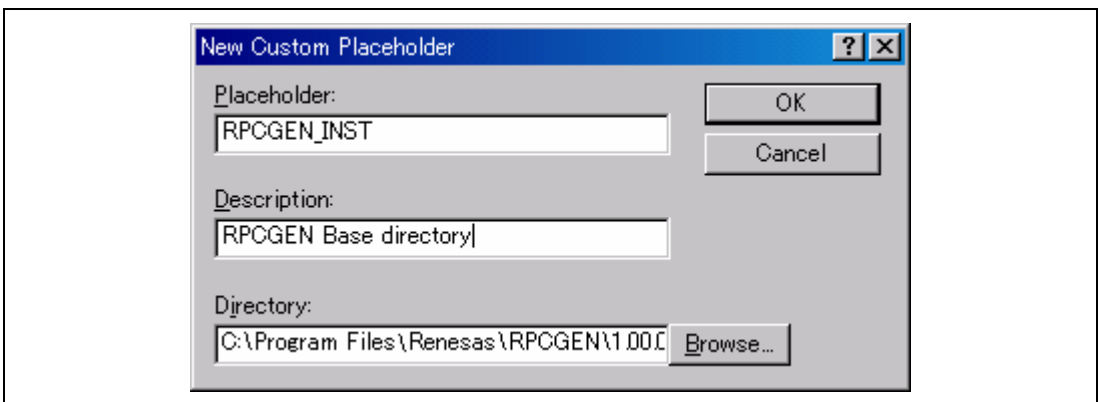 New Custom Placeholder
Placeholder:
OK
RPCGEN_INST
Cancel
Description:
RPCGEN Base directory
Directory:
C:\Program Files\Renesas\RPCGEN\1.00.0
Browse...